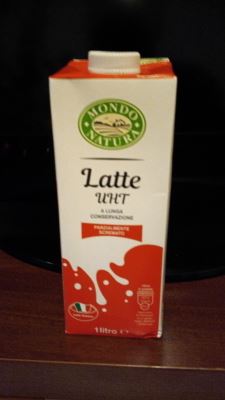 MONDO
NATURA
Latte
UHT
A LUNGA
CONSERVAZIONE
PARZIALMENTE
SCREMATO
1 litro e